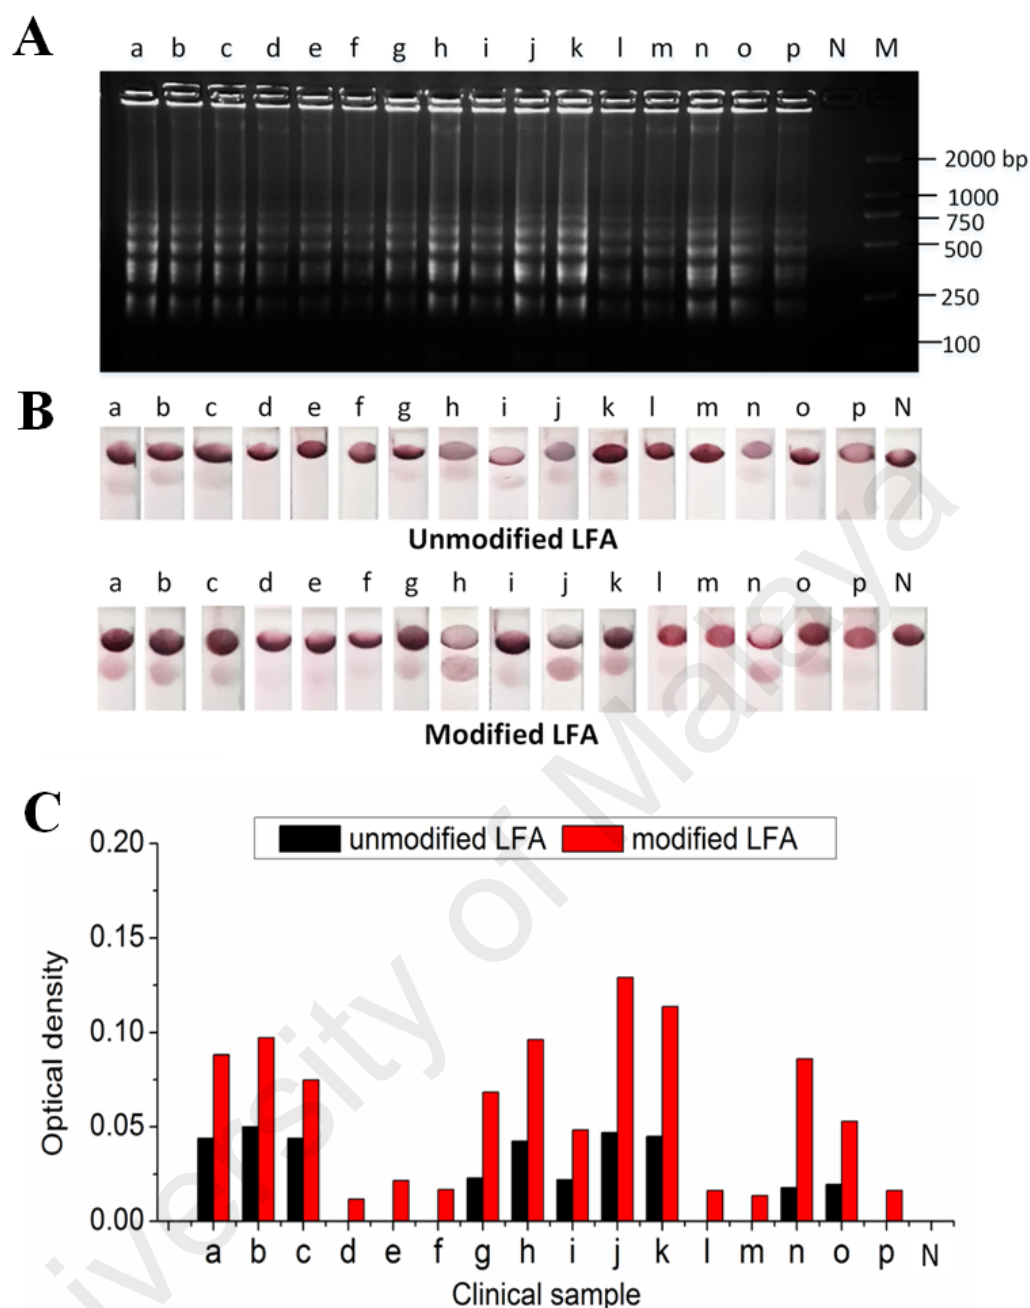 A
a b c d e f g h i j k l m n o p N M
2000 bp
1000
750
500
250
100
B
a b c d e f g h i j k l m n o p N
Unmodified LFA
a b c d e f g h i j k l m n o p N
Modified LFA
C
unmodified LFA modified LFA
0.20
0.15
0.10
0.05
0.00
Optical density
a b c d e f g h i j k l m n o p N
Clinical sample
iversity of Malaya